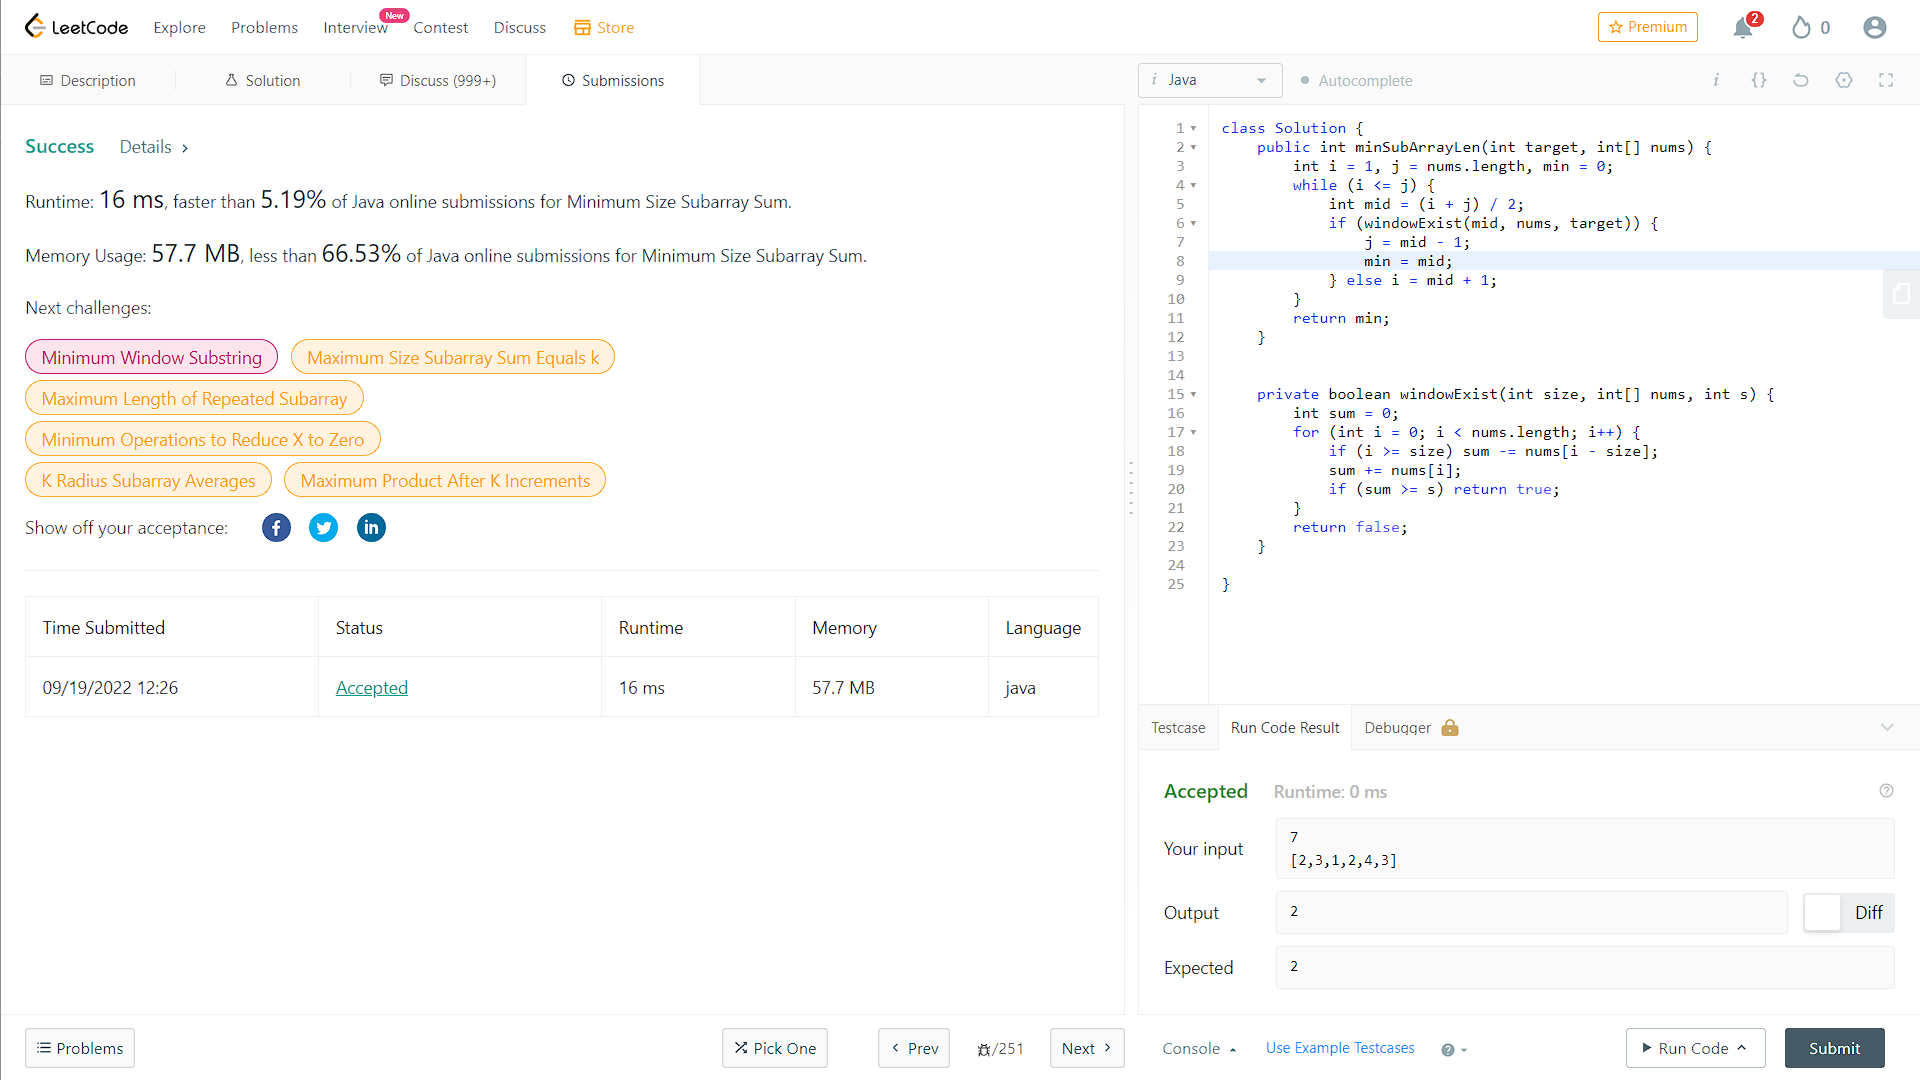 LeetCode Explore Problems Interview New Contest Discuss Store Premium 2 0
Description Solution Discuss (999+) Submissions
Success Details >
Runtime: 16 ms, faster than 5.19% of Java online submissions for Minimum Size Subarray Sum.
Memory Usage: 57.7 MB, less than 66.53% of Java online submissions for Minimum Size Subarray Sum.
Next challenges:
Minimum Window Substring Maximum Size Subarray Sum Equals k
Maximum Length of Repeated Subarray
Minimum Operations to Reduce X to Zero
K Radius Subarray Averages Maximum Product After K Increments
Show off your acceptance:
Time Submitted Status Runtime Memory Language
09/19/2022 12:26 Accepted 16 ms 57.7 MB java
Problems Pick One < Prev /251 Next >
i Java Autocomplete i {}
1 class Solution {
2     public int minSubArrayLen(int target, int[] nums) {
3         int i = 1, j = nums.length, min = 0;
4         while (i <= j) {
5             int mid = (i + j) / 2;
6             if (windowExist(mid, nums, target)) {
7                 j = mid - 1;
8                 min = mid;
9             } else i = mid + 1;
10         }
11         return min;
12     }
13
14
15     private boolean windowExist(int size, int[] nums, int s) {
16         int sum = 0;
17         for (int i = 0; i < nums.length; i++) {
18             if (i >= size) sum -= nums[i - size];
19             sum += nums[i];
20             if (sum >= s) return true;
21         }
22         return false;
23     }
24
25 }
Testcase Run Code Result Debugger
Accepted Runtime: 0 ms ?
Your input
7
[2,3,1,2,4,3]
Output 2 Diff
Expected 2
Console Use Example Testcases ? Run Code Submit